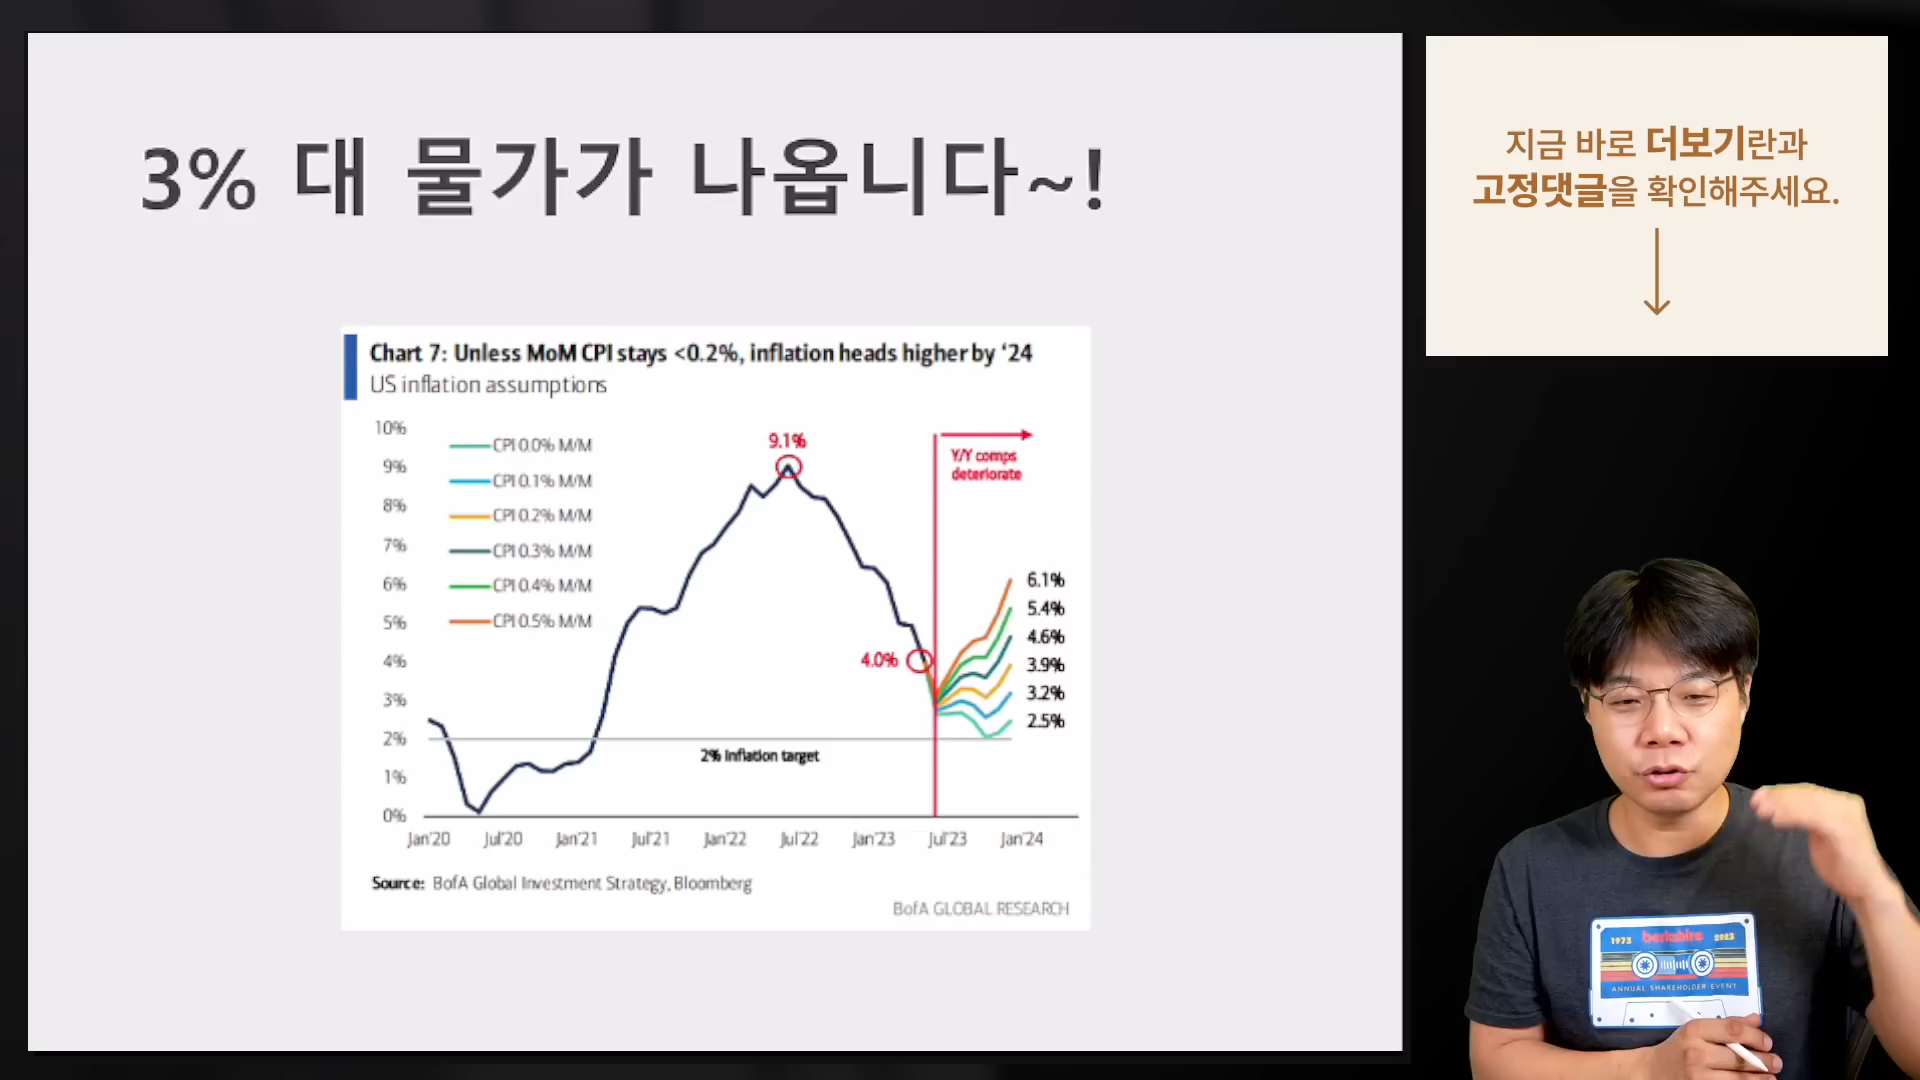 3% 대 물가가 나옵니다~!
지금 바로 더보기란과
고정댓글을 확인해주세요.
Chart 7: Unless MoM CPI stays <0.2%, inflation heads higher by ‘24
US inflation assumptions
10%
9%
8%
7%
6%
5%
4%
3%
2%
1%
0%
CPI 0.0% M/M
CPI 0.1% M/M
CPI 0.2% M/M
CPI 0.3% M/M
CPI 0.4% M/M
CPI 0.5% M/M
9.1%
Y/Y comps
deteriorate
4.0%
6.1%
5.4%
4.6%
3.9%
3.2%
2.5%
2% Inflation target
Jan'20 Jul'20 Jan'21 Jul'21 Jan'22 Jul'22 Jan'23 Jul'23 Jan'24
Source: BofA Global Investment Strategy, Bloomberg
BofA GLOBAL RESEARCH
1973 berkshire 2023
ANNUAL SHAREHOLDER EVENT